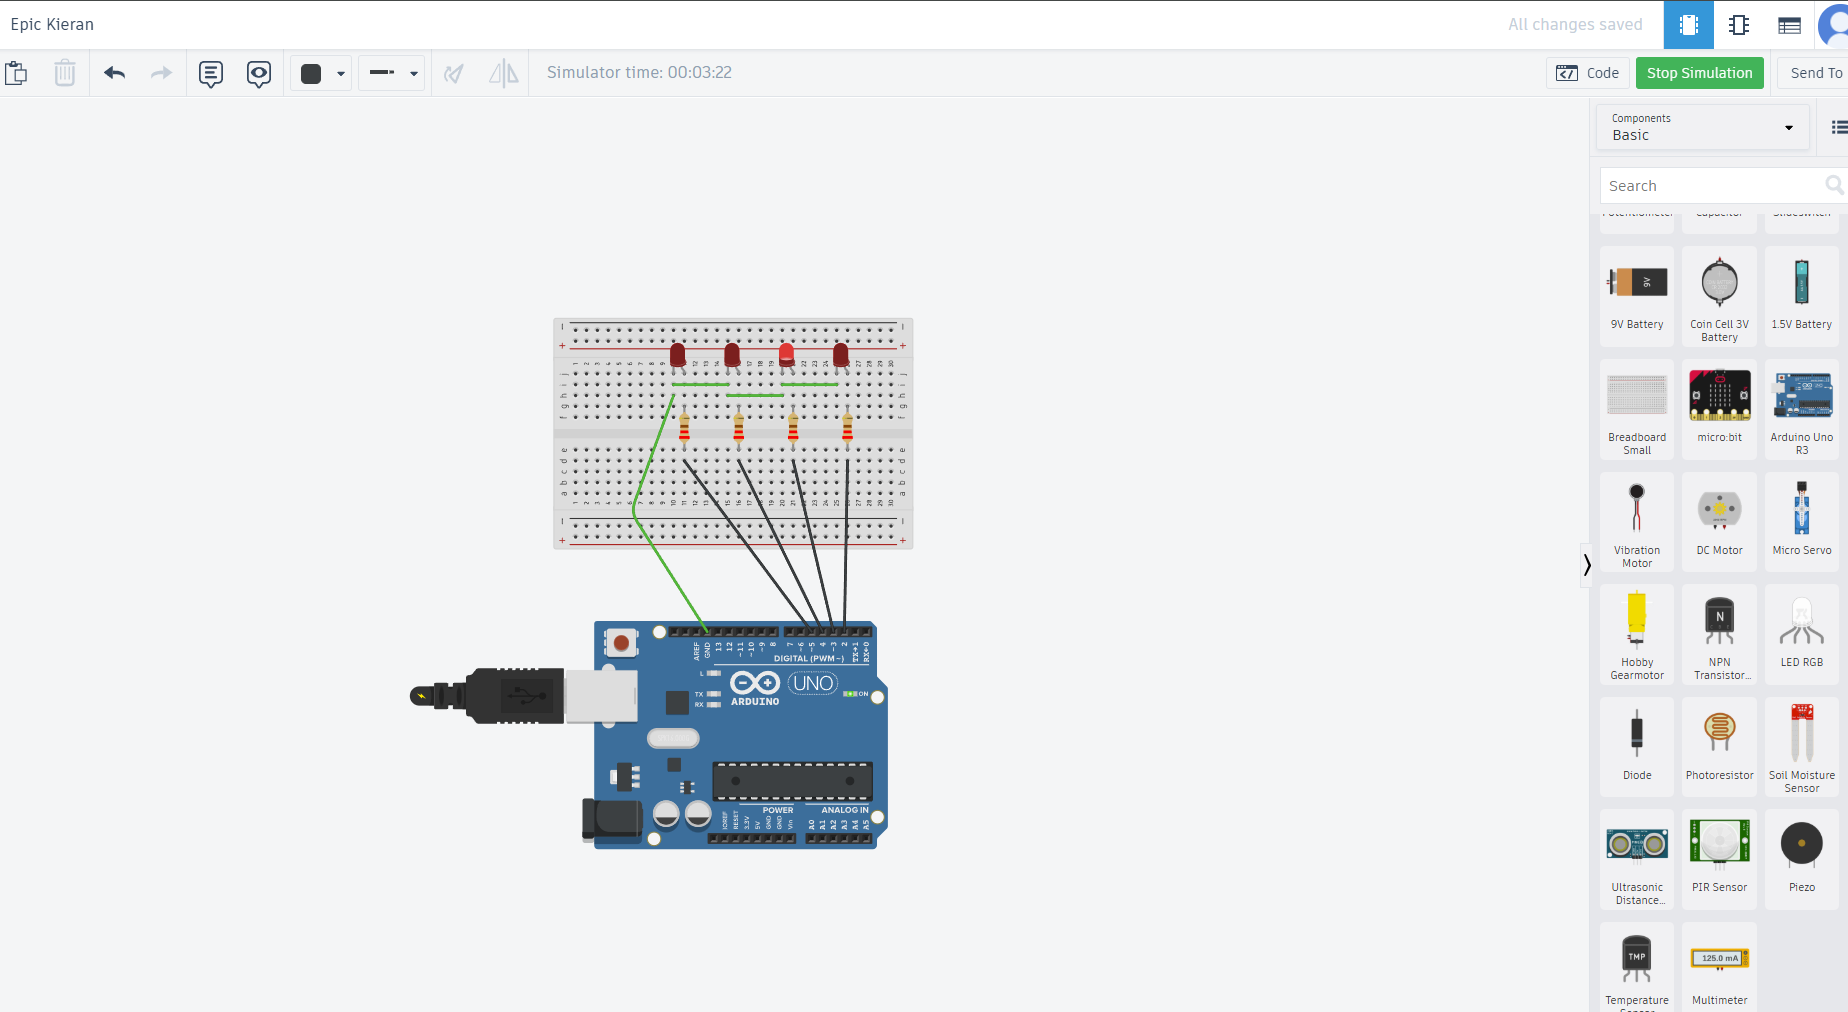 Epic Kieran
All changes saved
Simulator time: 00:03:22
Code
Stop Simulation
Send To
Components
Basic
Search
9V Battery
Coin Cell 3V
Battery
1.5V Battery
Breadboard
Small
micro:bit
Arduino Uno
R3
Vibration
Motor
DC Motor
Micro Servo
Hobby
Gearmotor
NPN
Transistor...
LED RGB
Diode
Photoresistor
Soil Moisture
Sensor
Ultrasonic
Distance...
PIR Sensor
Piezo
Temperature
Multimeter
9V
N
TMP
125.0 mA
AREF
GND
13
12
~11
~10
~9
8
7
~6
~5
4
~3
2
TX→1
RX←0
DIGITAL (PWM~)
L
TX
RX
UNO
ARDUINO
ON
POWER
ANALOG IN
IOREF
RESET
3.3V
5V
GND
GND
Vin
A0
A1
A2
A3
A4
A5